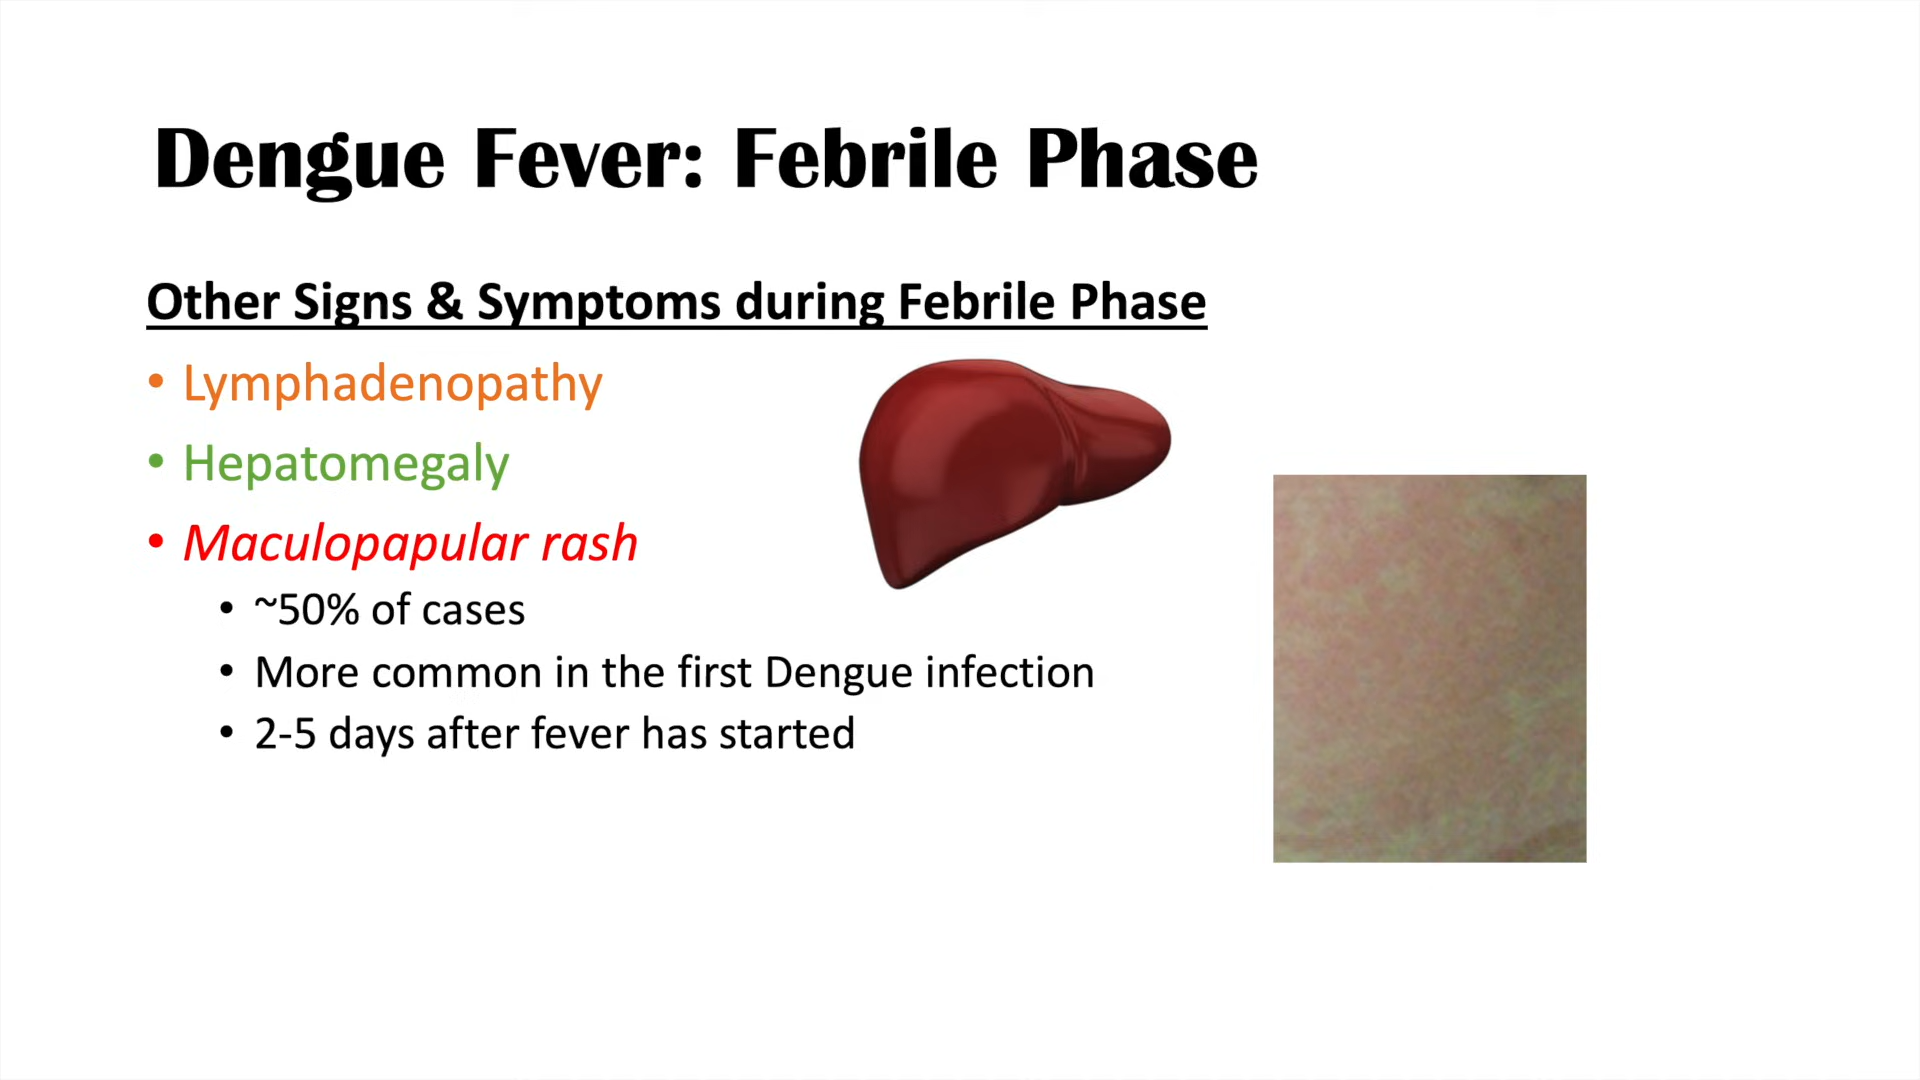 Dengue Fever: Febrile Phase
Other Signs & Symptoms during Febrile Phase
• Lymphadenopathy
• Hepatomegaly
• Maculopapular rash
• ~50% of cases
• More common in the first Dengue infection
• 2-5 days after fever has started